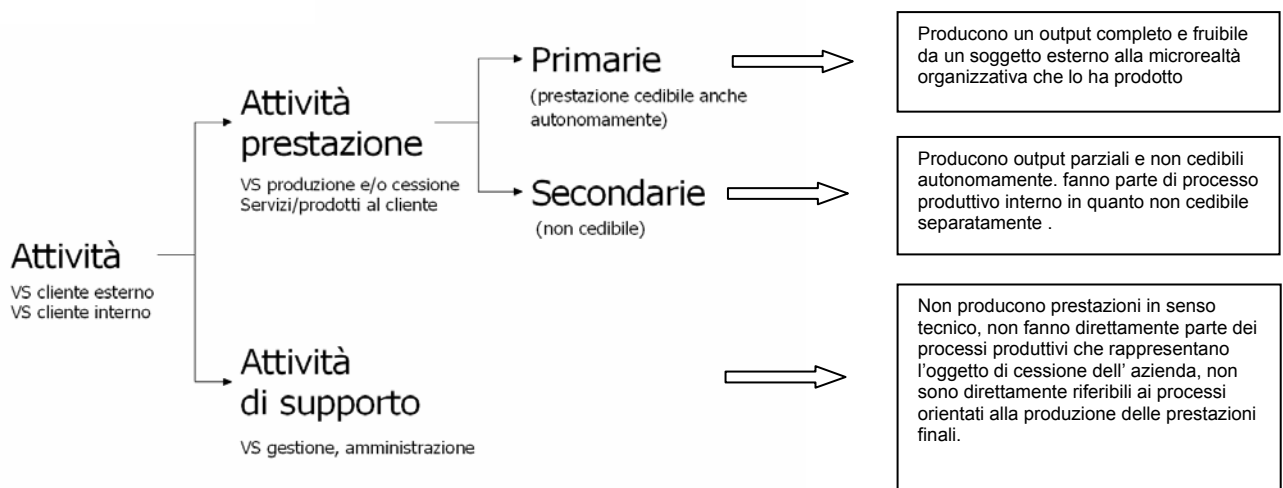 Attività
VS cliente esterno
VS cliente interno
Attività
prestazione
VS produzione e/o cessione
Servizi/prodotti al cliente
Primarie
(prestazione cedibile anche
autonomamente)
Producono un output completo e fruibile
da un soggetto esterno alla microrealtà
organizzativa che lo ha prodotto
Secondarie
(non cedibile)
Producono output parziali e non cedibili
autonomamente. fanno parte di processo
produttivo interno in quanto non cedibile
separatamente .
Attività
di supporto
VS gestione, amministrazione
Non producono prestazioni in senso
tecnico, non fanno direttamente parte dei
processi produttivi che rappresentano
l'oggetto di cessione dell' azienda, non
sono direttamente riferibili ai processi
orientati alla produzione delle prestazioni
finali.